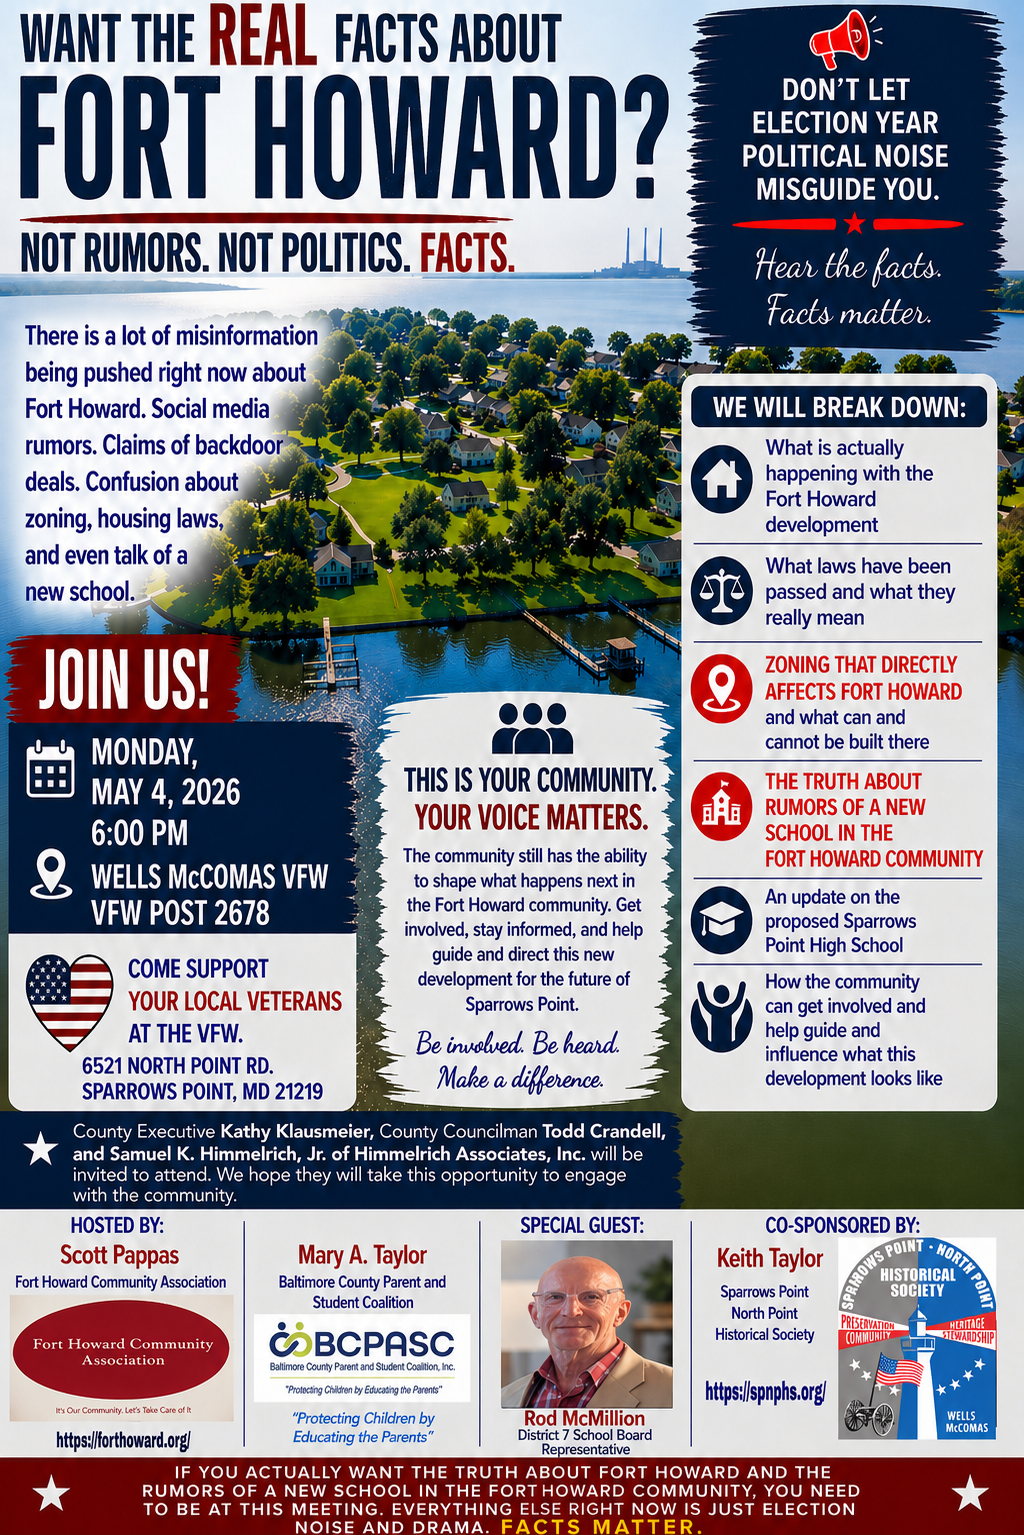 WANT THE REAL FACTS ABOUT
FORT HOWARD?
NOT RUMORS. NOT POLITICS. FACTS.
DON'T LET
ELECTION YEAR
POLITICAL NOISE
MISGUIDE YOU.
Hear the facts.
Facts matter.
There is a lot of misinformation
being pushed right now about
Fort Howard. Social media
rumors. Claims of backdoor
deals. Confusion about
zoning, housing laws,
and even talk of a
new school.
WE WILL BREAK DOWN:
What is actually
happening with the
Fort Howard
development
What laws have been
passed and what they
really mean
ZONING THAT DIRECTLY
AFFECTS FORT HOWARD
and what can and
cannot be built there
THE TRUTH ABOUT
RUMORS OF A NEW
SCHOOL IN THE
FORT HOWARD COMMUNITY
An update on the
proposed Sparrows
Point High School
How the community
can get involved and
help guide and
influence what this
development looks like
JOIN US!
MONDAY,
MAY 4, 2026
6:00 PM
WELLS McCOMAS VFW
VFW POST 2678
COME SUPPORT
YOUR LOCAL VETERANS
AT THE VFW.
6521 NORTH POINT RD.
SPARROWS POINT, MD 21219
THIS IS YOUR COMMUNITY.
YOUR VOICE MATTERS.
The community still has the ability
to shape what happens next in
the Fort Howard community. Get
involved, stay informed, and help
guide and direct this new
development for the future of
Sparrows Point.
Be involved. Be heard.
Make a difference.
County Executive Kathy Klausmeier, County Councilman Todd Crandell,
and Samuel K. Himmelrich, Jr. of Himmelrich Associates, Inc. will be
invited to attend. We hope they will take this opportunity to engage
with the community.
HOSTED BY:
Scott Pappas
Fort Howard Community Association
Fort Howard Community
Association
It's Our Community. Let's Take Care of It
https://forthoward.org/
Mary A. Taylor
Baltimore County Parent and
Student Coalition
BCPASC
Baltimore County Parent and Student Coalition, Inc.
"Protecting Children by Educating the Parents"
"Protecting Children by
Educating the Parents"
SPECIAL GUEST:
Rod McMillion
District 7 School Board
Representative
CO-SPONSORED BY:
Keith Taylor
Sparrows Point
North Point
Historical Society
https://spnphs.org/
SPARROWS POINT · NORTH POINT
HISTORICAL
SOCIETY
PRESERVATION
COMMUNITY
HERITAGE
STEWARDSHIP
WELLS
McCOMAS
IF YOU ACTUALLY WANT THE TRUTH ABOUT FORT HOWARD AND THE
RUMORS OF A NEW SCHOOL IN THE FORT HOWARD COMMUNITY, YOU NEED
TO BE AT THIS MEETING. EVERYTHING ELSE RIGHT NOW IS JUST ELECTION
NOISE AND DRAMA. FACTS MATTER.